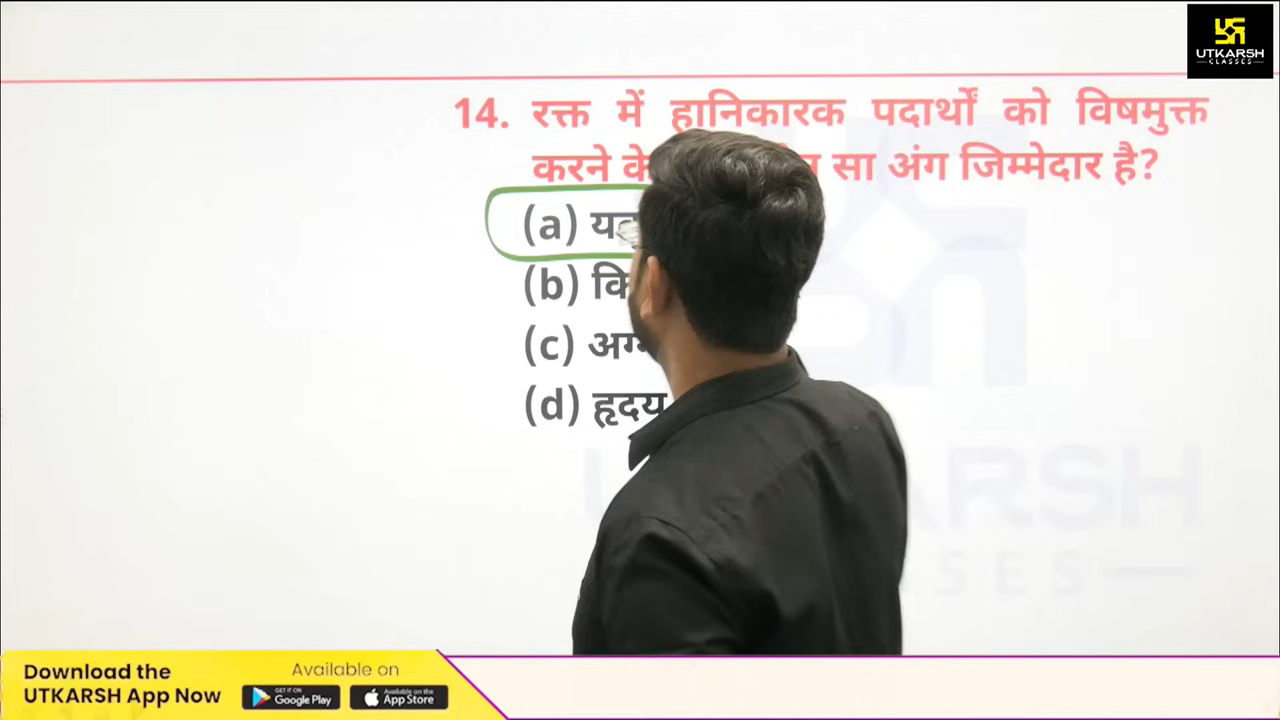 UTKARSH
CLASSES
14. रक्त में हानिकारक पदार्थों को विषमुक्त
करने के सा अंग जिम्मेदार है?
(a)
(b)
(c)
(d) हृदय
Download the
UTKARSH App Now
Available on
GET IT ON
Google Play
Available on the
App Store